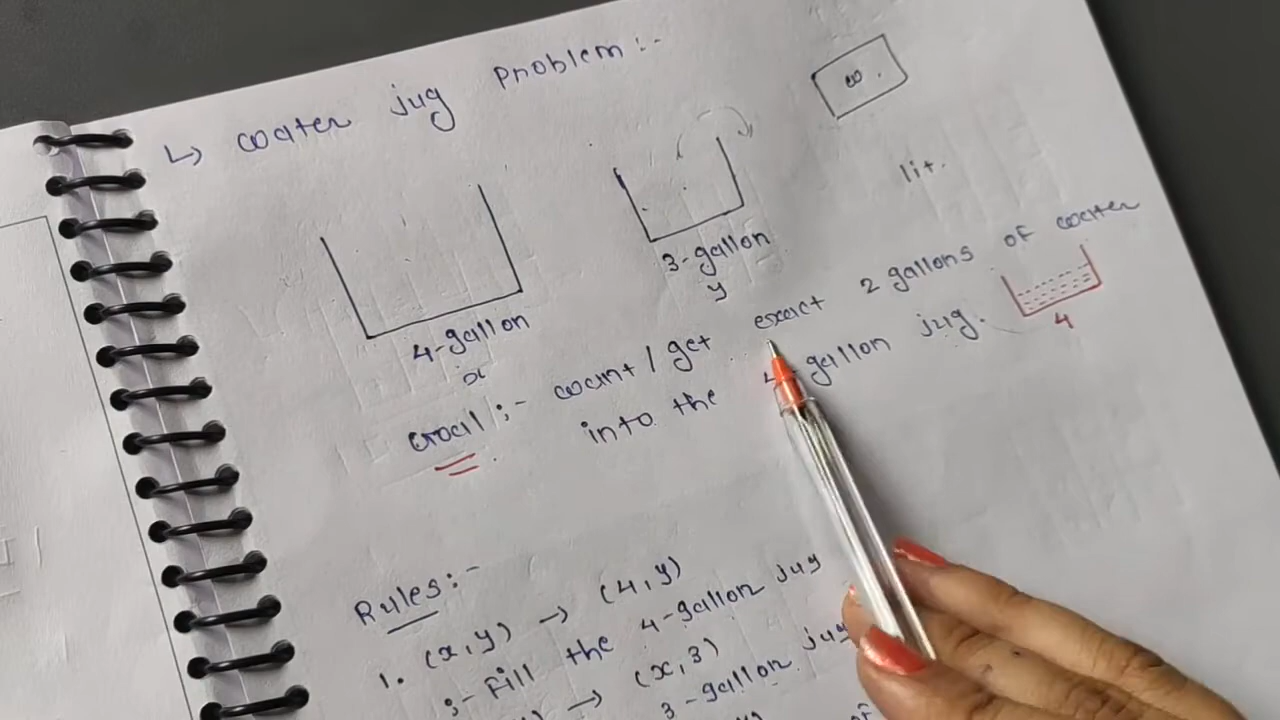 ↳ water jug problem :-
w.
lit.
4-gallon
x
3-gallon
y
Goal :- want / get exact 2 gallons of water
into the 4-gallon jug.
4
Rules :-
1. (x, y) → (4, y)
;- Fill the 4-gallon jug
) → (x, 3)
3-gallon jug
of